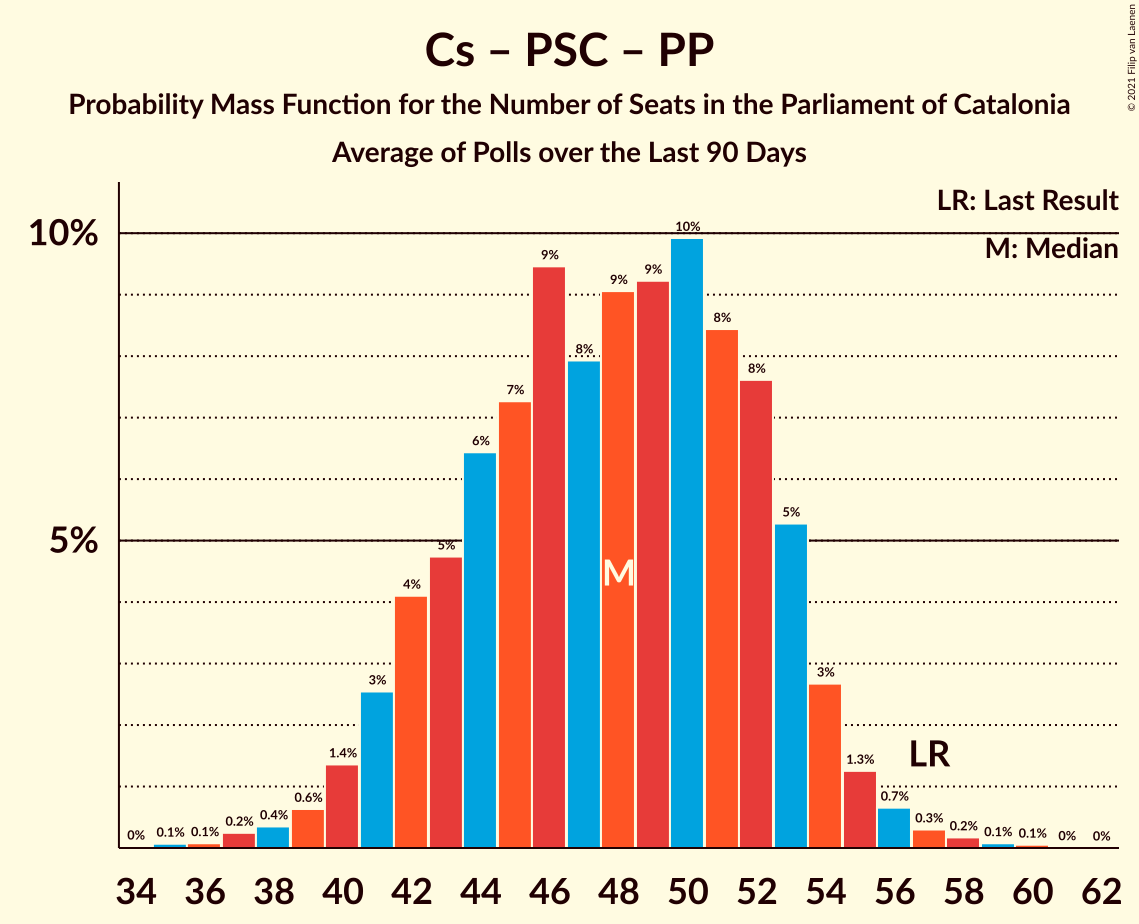 Cs – PSC – PP
Probability Mass Function for the Number of Seats in the Parliament of Catalonia
Average of Polls over the Last 90 Days
© 2021 Filip van Laenen
LR: Last Result
M: Median
10%
5%
0% 0.1% 0.1% 0.2% 0.4% 0.6% 1.4% 3% 4% 5% 6% 7% 9% 8% 9% 9% 10% 8% 8% 5% 3% 1.3% 0.7% 0.3% 0.2% 0.1% 0.1% 0% 0%
M
LR
34 36 38 40 42 44 46 48 50 52 54 56 58 60 62